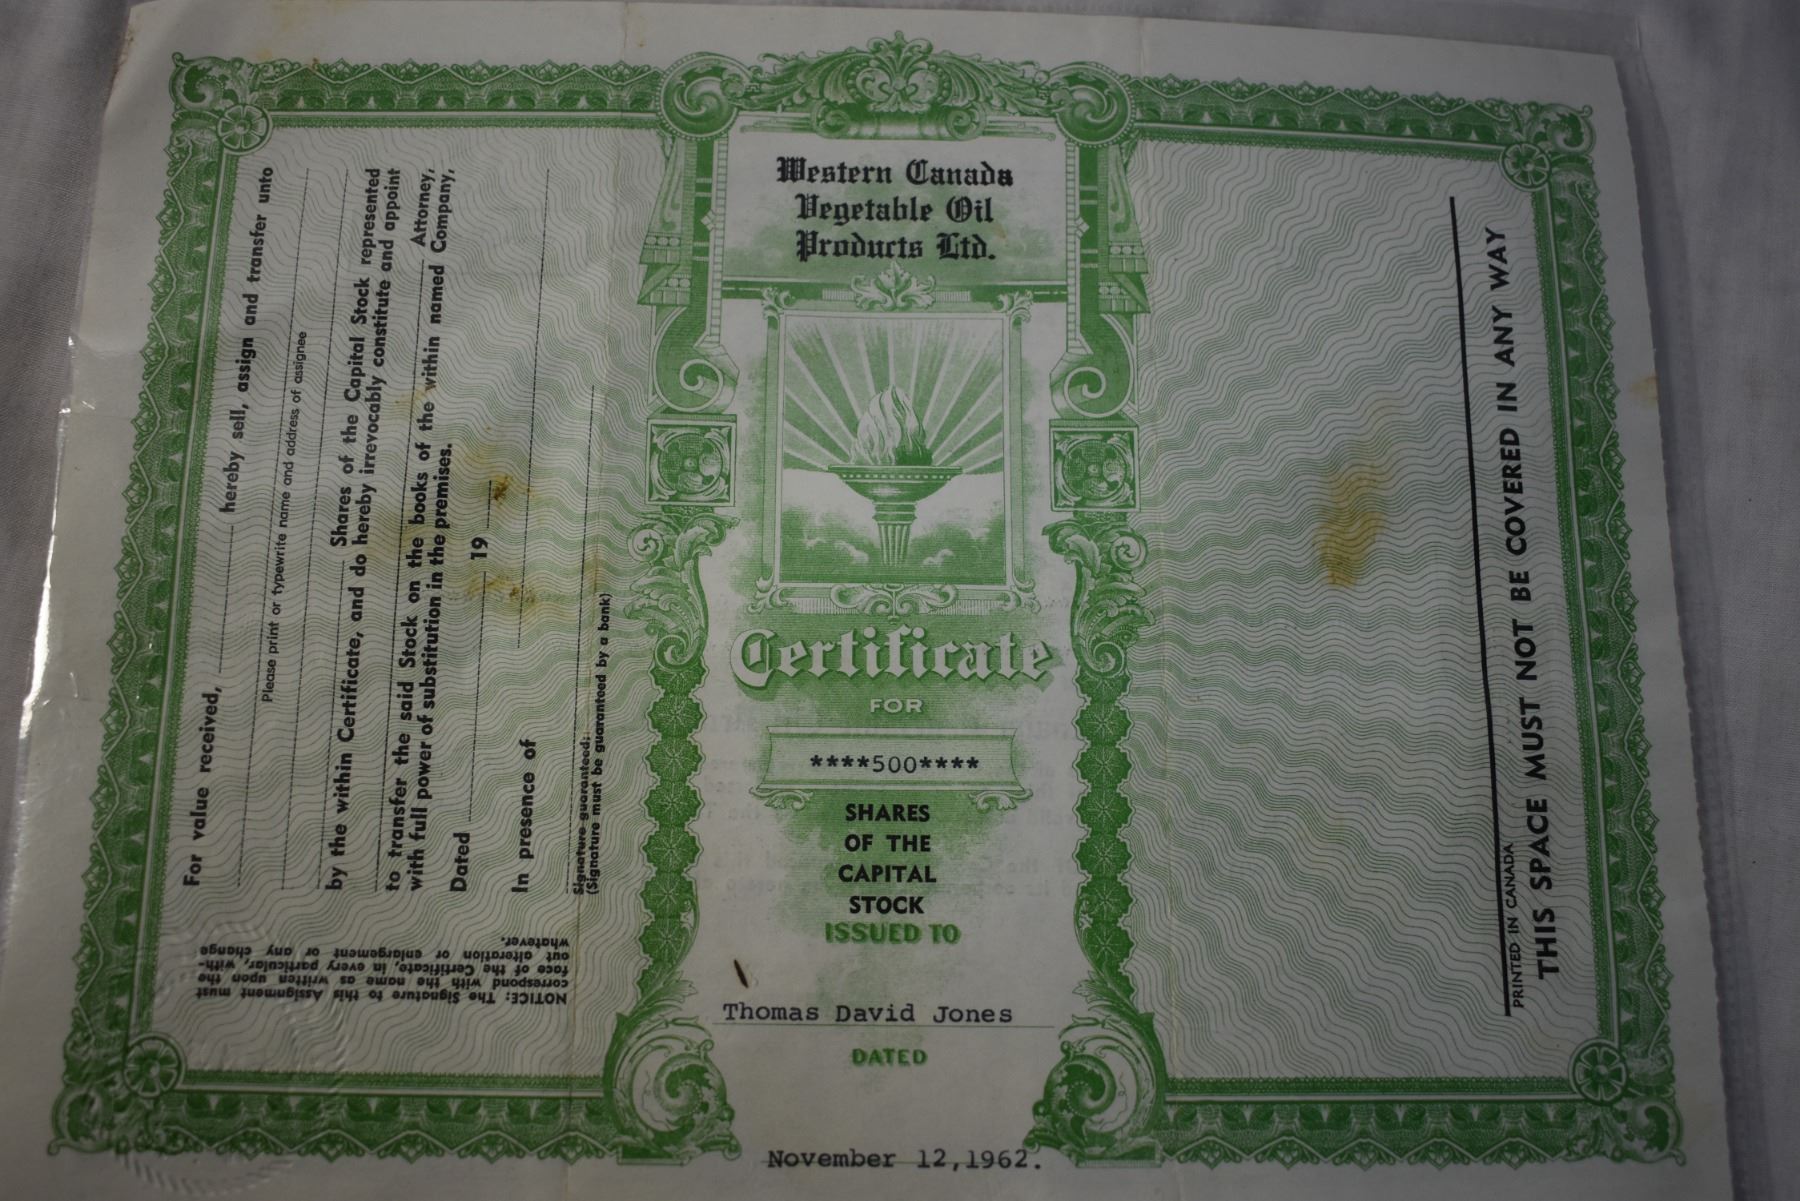 Western Canada
Vegetable Oil
Products Ltd.
Certificate
FOR
****500****
SHARES
OF THE
CAPITAL
STOCK
ISSUED TO
Thomas David Jones
DATED
November 12,1962.
For value received, hereby sell, assign and transfer unto
Please print or typewrite name and address of assignee
Shares of the Capital Stock represented
by the within Certificate, and do hereby irrevocably constitute and appoint
Attorney,
to transfer the said Stock on the books of the within named Company,
with full power of substitution in the premises.
Dated 19
In presence of
Signature guaranteed:
(Signature must be guaranteed by a bank)
NOTICE: The Signature to this Assignment must
correspond with the name as written upon the
face of the Certificate, in every particular, with-
out alteration or enlargement or any change
whatever.
PRINTED IN CANADA
THIS SPACE MUST NOT BE COVERED IN ANY WAY